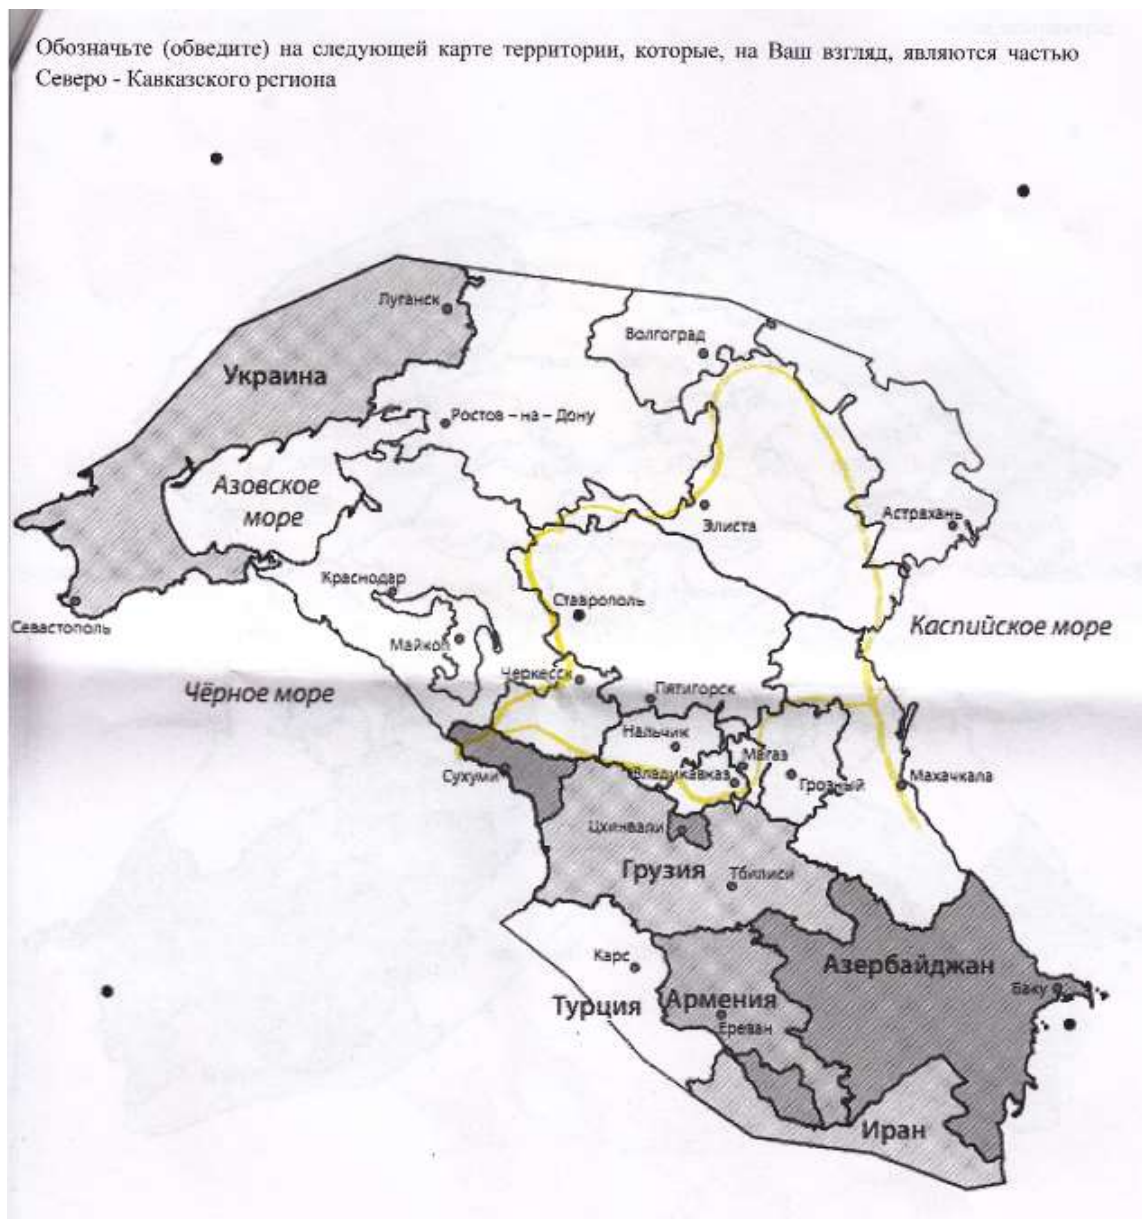 Обозначьте (обведите) на следующей карте территории, которые, на Ваш взгляд, являются частью
Северо - Кавказского региона
Луганск
Волгоград
Украина
Ростов – на – Дону
Азовское
море
Астрахань
Элиста
Краснодар
Ставрополь
Севастополь
Каспийское море
Майкоп
Черкесск
Чёрное море
Пятигорск
Нальчик
Магаз
Сухуми
Владикавказ
Грозный
Махачкала
Цхинвали
Грузия
Тбилиси
Карс
Азербайджан
Баку
Турция
Армения
Ереван
Иран